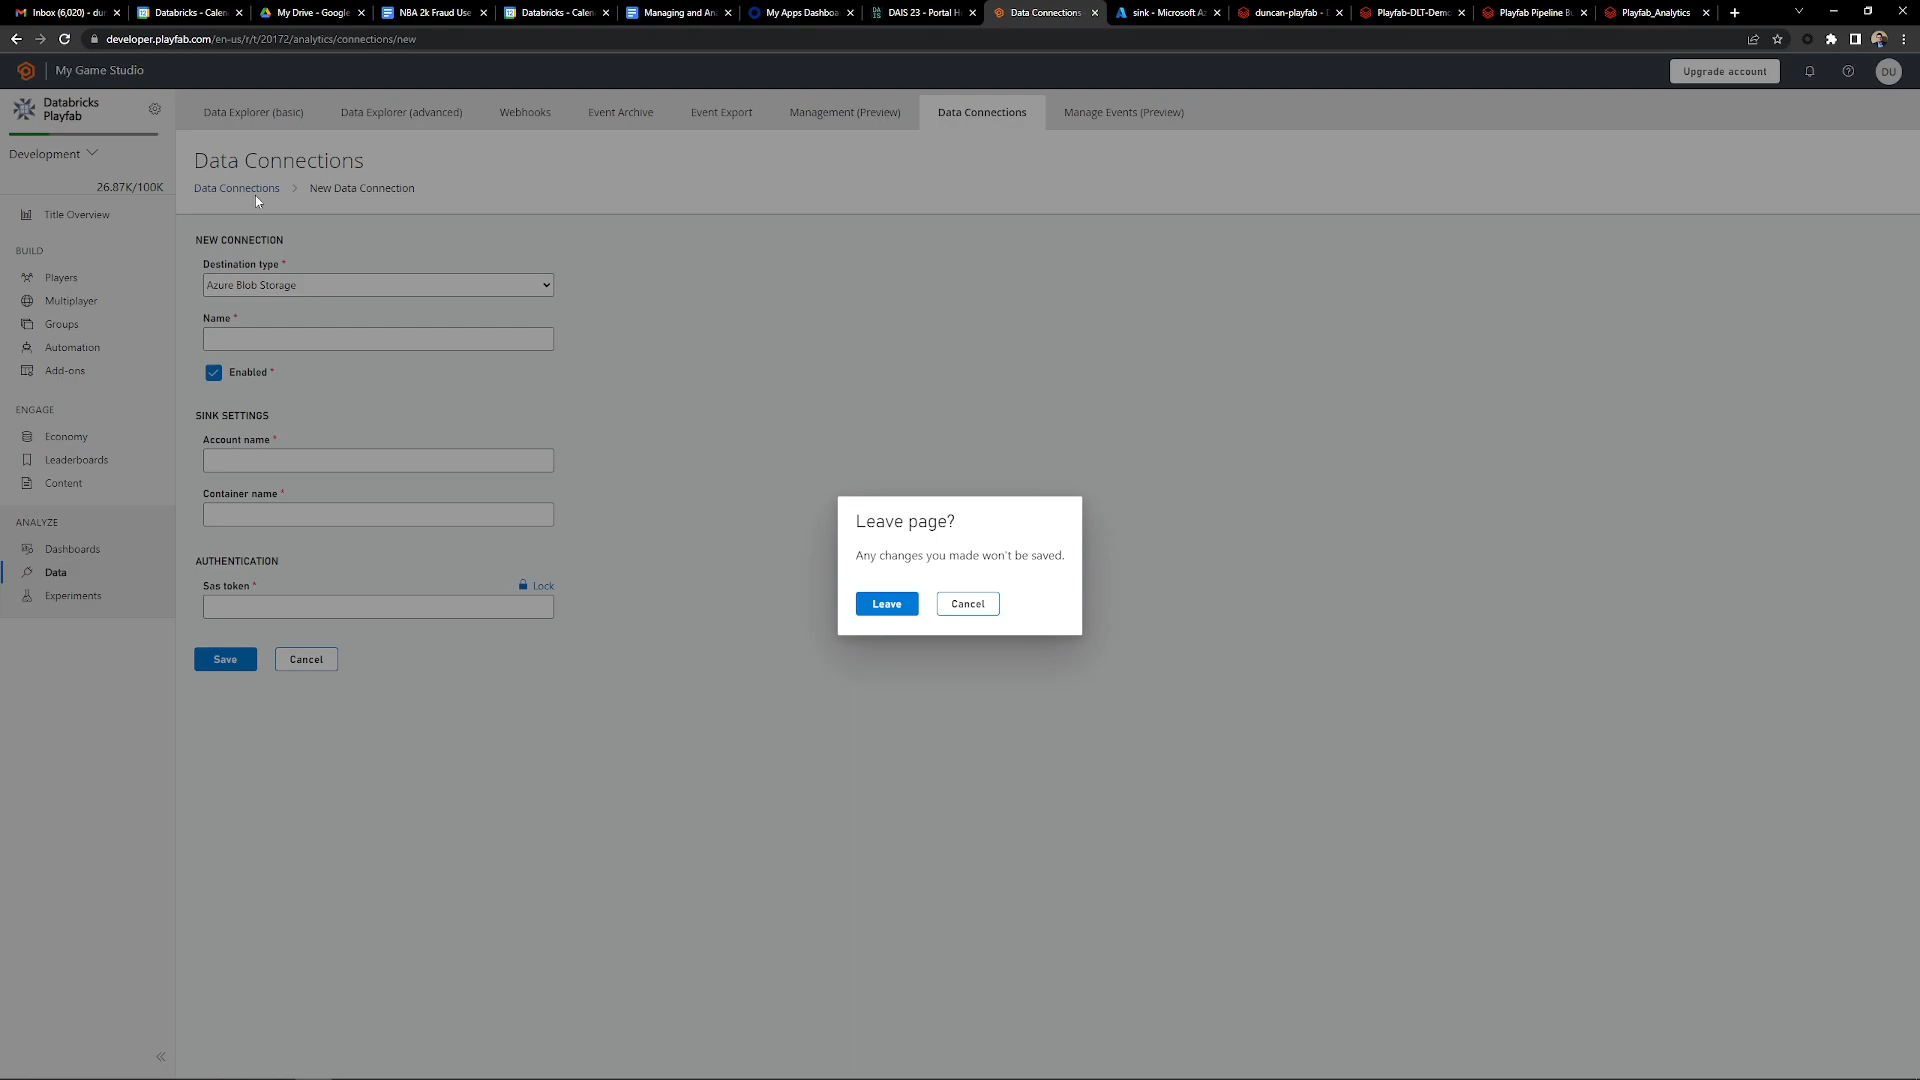 Inbox (6,020) - du
Databricks - Calen
My Drive - Google
NBA 2k Fraud Use
Databricks - Calen
Managing and An
My Apps Dashboa
DAIS 23 - Portal H
Data Connections
sink - Microsoft Az
duncan-playfab - D
Playfab-DLT-Demo
Playfab Pipeline B
Playfab_Analytics
developer.playfab.com/en-us/r/t/20172/analytics/connections/new
My Game Studio
Upgrade account
DU
Databricks
Playfab
Data Explorer (basic)
Data Explorer (advanced)
Webhooks
Event Archive
Event Export
Management (Preview)
Data Connections
Manage Events (Preview)
Development
26.87K/100K
Title Overview
BUILD
Players
Multiplayer
Groups
Automation
Add-ons
ENGAGE
Economy
Leaderboards
Content
ANALYZE
Dashboards
Data
Experiments
Data Connections
Data Connections > New Data Connection
NEW CONNECTION
Destination type *
Azure Blob Storage
Name *
Enabled *
SINK SETTINGS
Account name *
Container name *
AUTHENTICATION
Sas token *
Lock
Save
Cancel
Leave page?
Any changes you made won't be saved.
Leave
Cancel